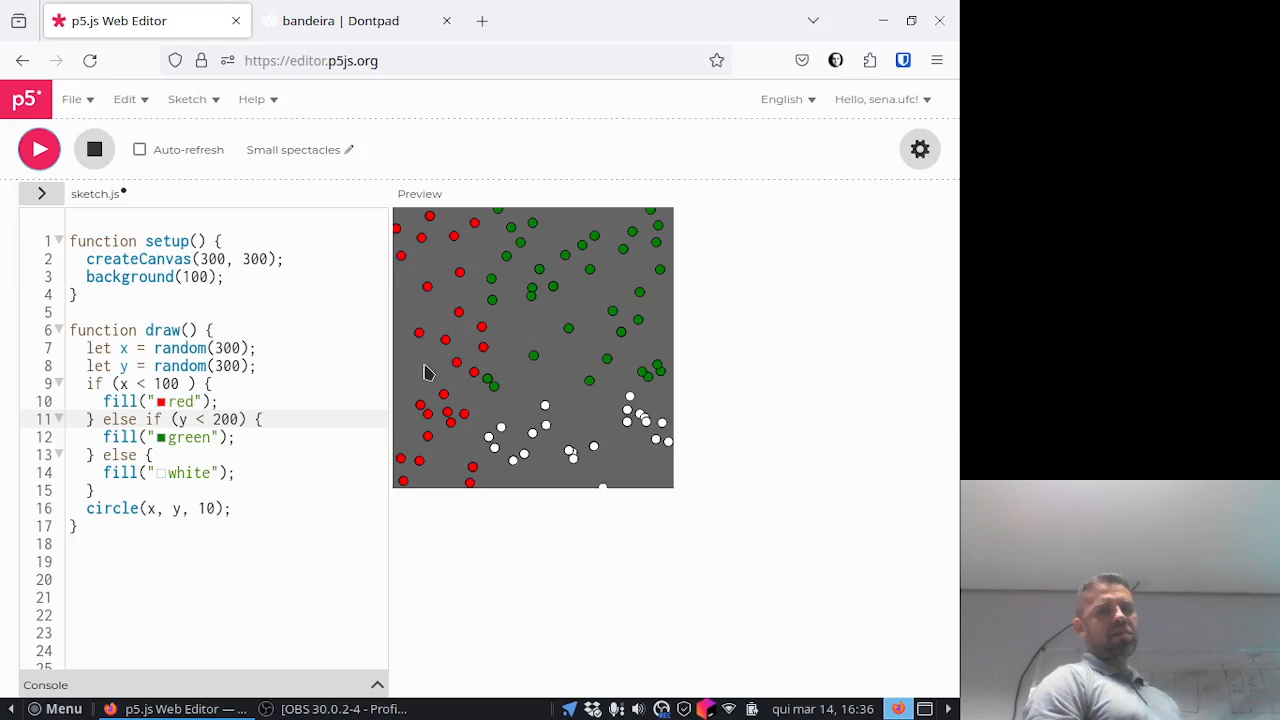 p5.js Web Editor
bandeira | Dontpad
https://editor.p5js.org
p5*
File
Edit
Sketch
Help
English
Hello, sena.ufc!
Auto-refresh
Small spectacles
sketch.js
Preview
1 function setup() {
2 createCanvas(300, 300);
3 background(100);
4 }
5
6 function draw() {
7 let x = random(300);
8 let y = random(300);
9 if (x < 100 ) {
10 fill("red");
11 } else if (y < 200) {
12 fill("green");
13 } else {
14 fill("white");
15 }
16 circle(x, y, 10);
17 }
18
19
20
21
22
23
24
25
Console
Menu
p5.js Web Editor — ...
[OBS 30.0.2-4 - Profi...
REC
qui mar 14, 16:36